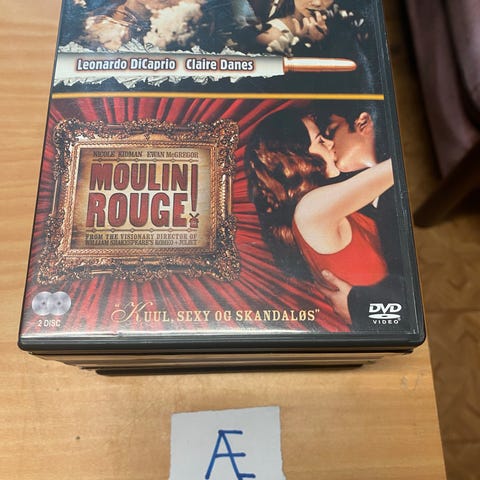 Leonardo DiCaprio Claire Danes
NICOLE KIDMAN EWAN McGREGOR
MOULIN
ROUGE!
FROM THE VISIONARY DIRECTOR OF
WILLIAM SHAKESPEARE'S ROMEO + JULIET
2 DISC
"KUUL, SEXY OG SKANDALØS"
DVD
VIDEO
Æ